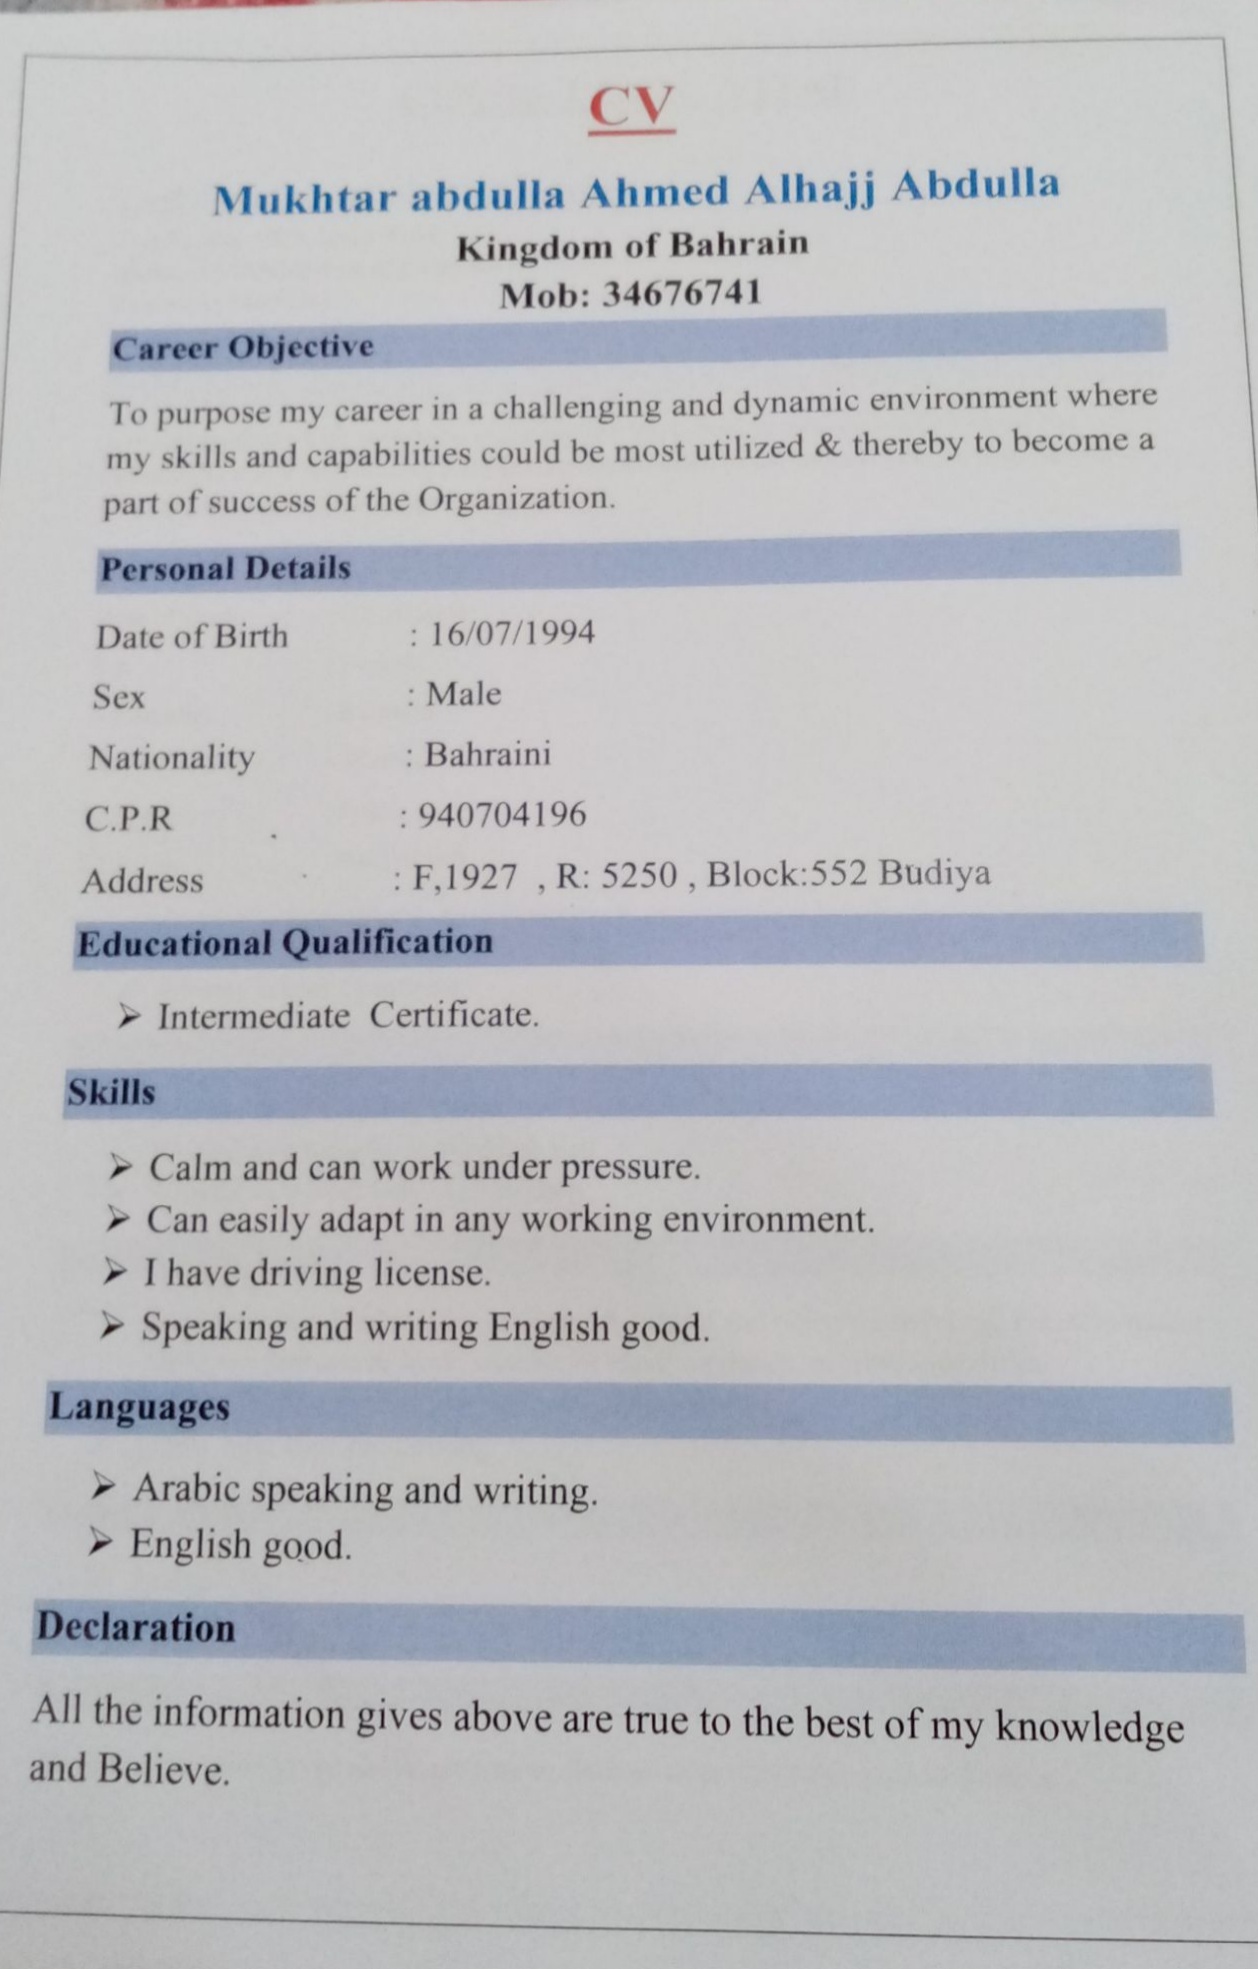 CV
Mukhtar abdulla Ahmed Alhajj Abdulla
Kingdom of Bahrain
Mob: 34676741
Career Objective
To purpose my career in a challenging and dynamic environment where
my skills and capabilities could be most utilized & thereby to become a
part of success of the Organization.
Personal Details
Date of Birth : 16/07/1994
Sex : Male
Nationality : Bahraini
C.P.R : 940704196
Address : F,1927 , R: 5250 , Block:552 Budiya
Educational Qualification
➢ Intermediate Certificate.
Skills
➢ Calm and can work under pressure.
➢ Can easily adapt in any working environment.
➢ I have driving license.
➢ Speaking and writing English good.
Languages
➢ Arabic speaking and writing.
➢ English good.
Declaration
All the information gives above are true to the best of my knowledge
and Believe.